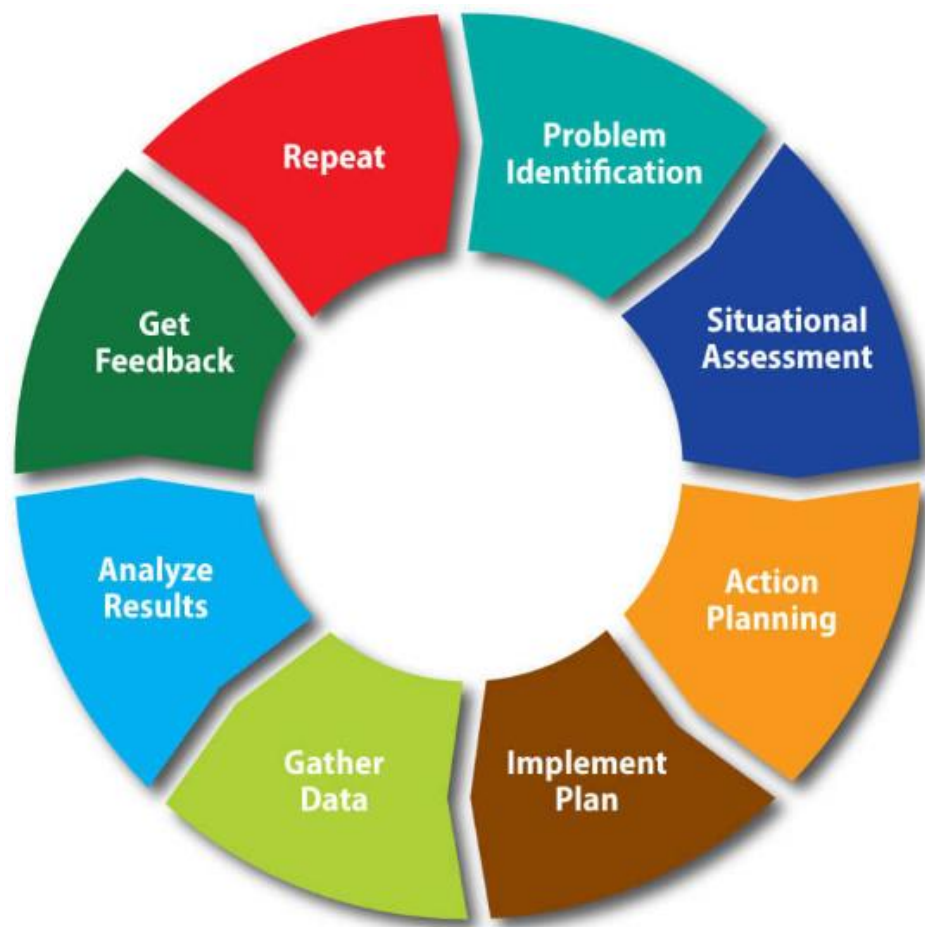 Problem
Identification
Situational
Assessment
Action
Planning
Implement
Plan
Gather
Data
Analyze
Results
Get
Feedback
Repeat